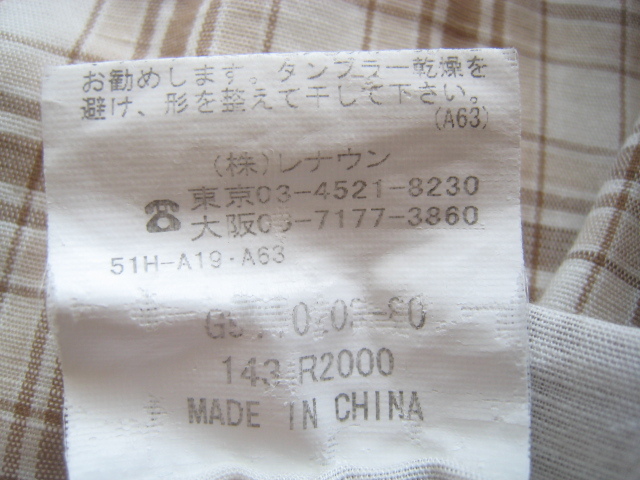 お勧めします。タンブラー乾燥を
避け、形を整えて干して下さい。
(A63)
(株)レナウン
☎ 東京03-4521-8230
大阪06-7177-3860
51H-A19・A63
143 R2000
MADE IN CHINA